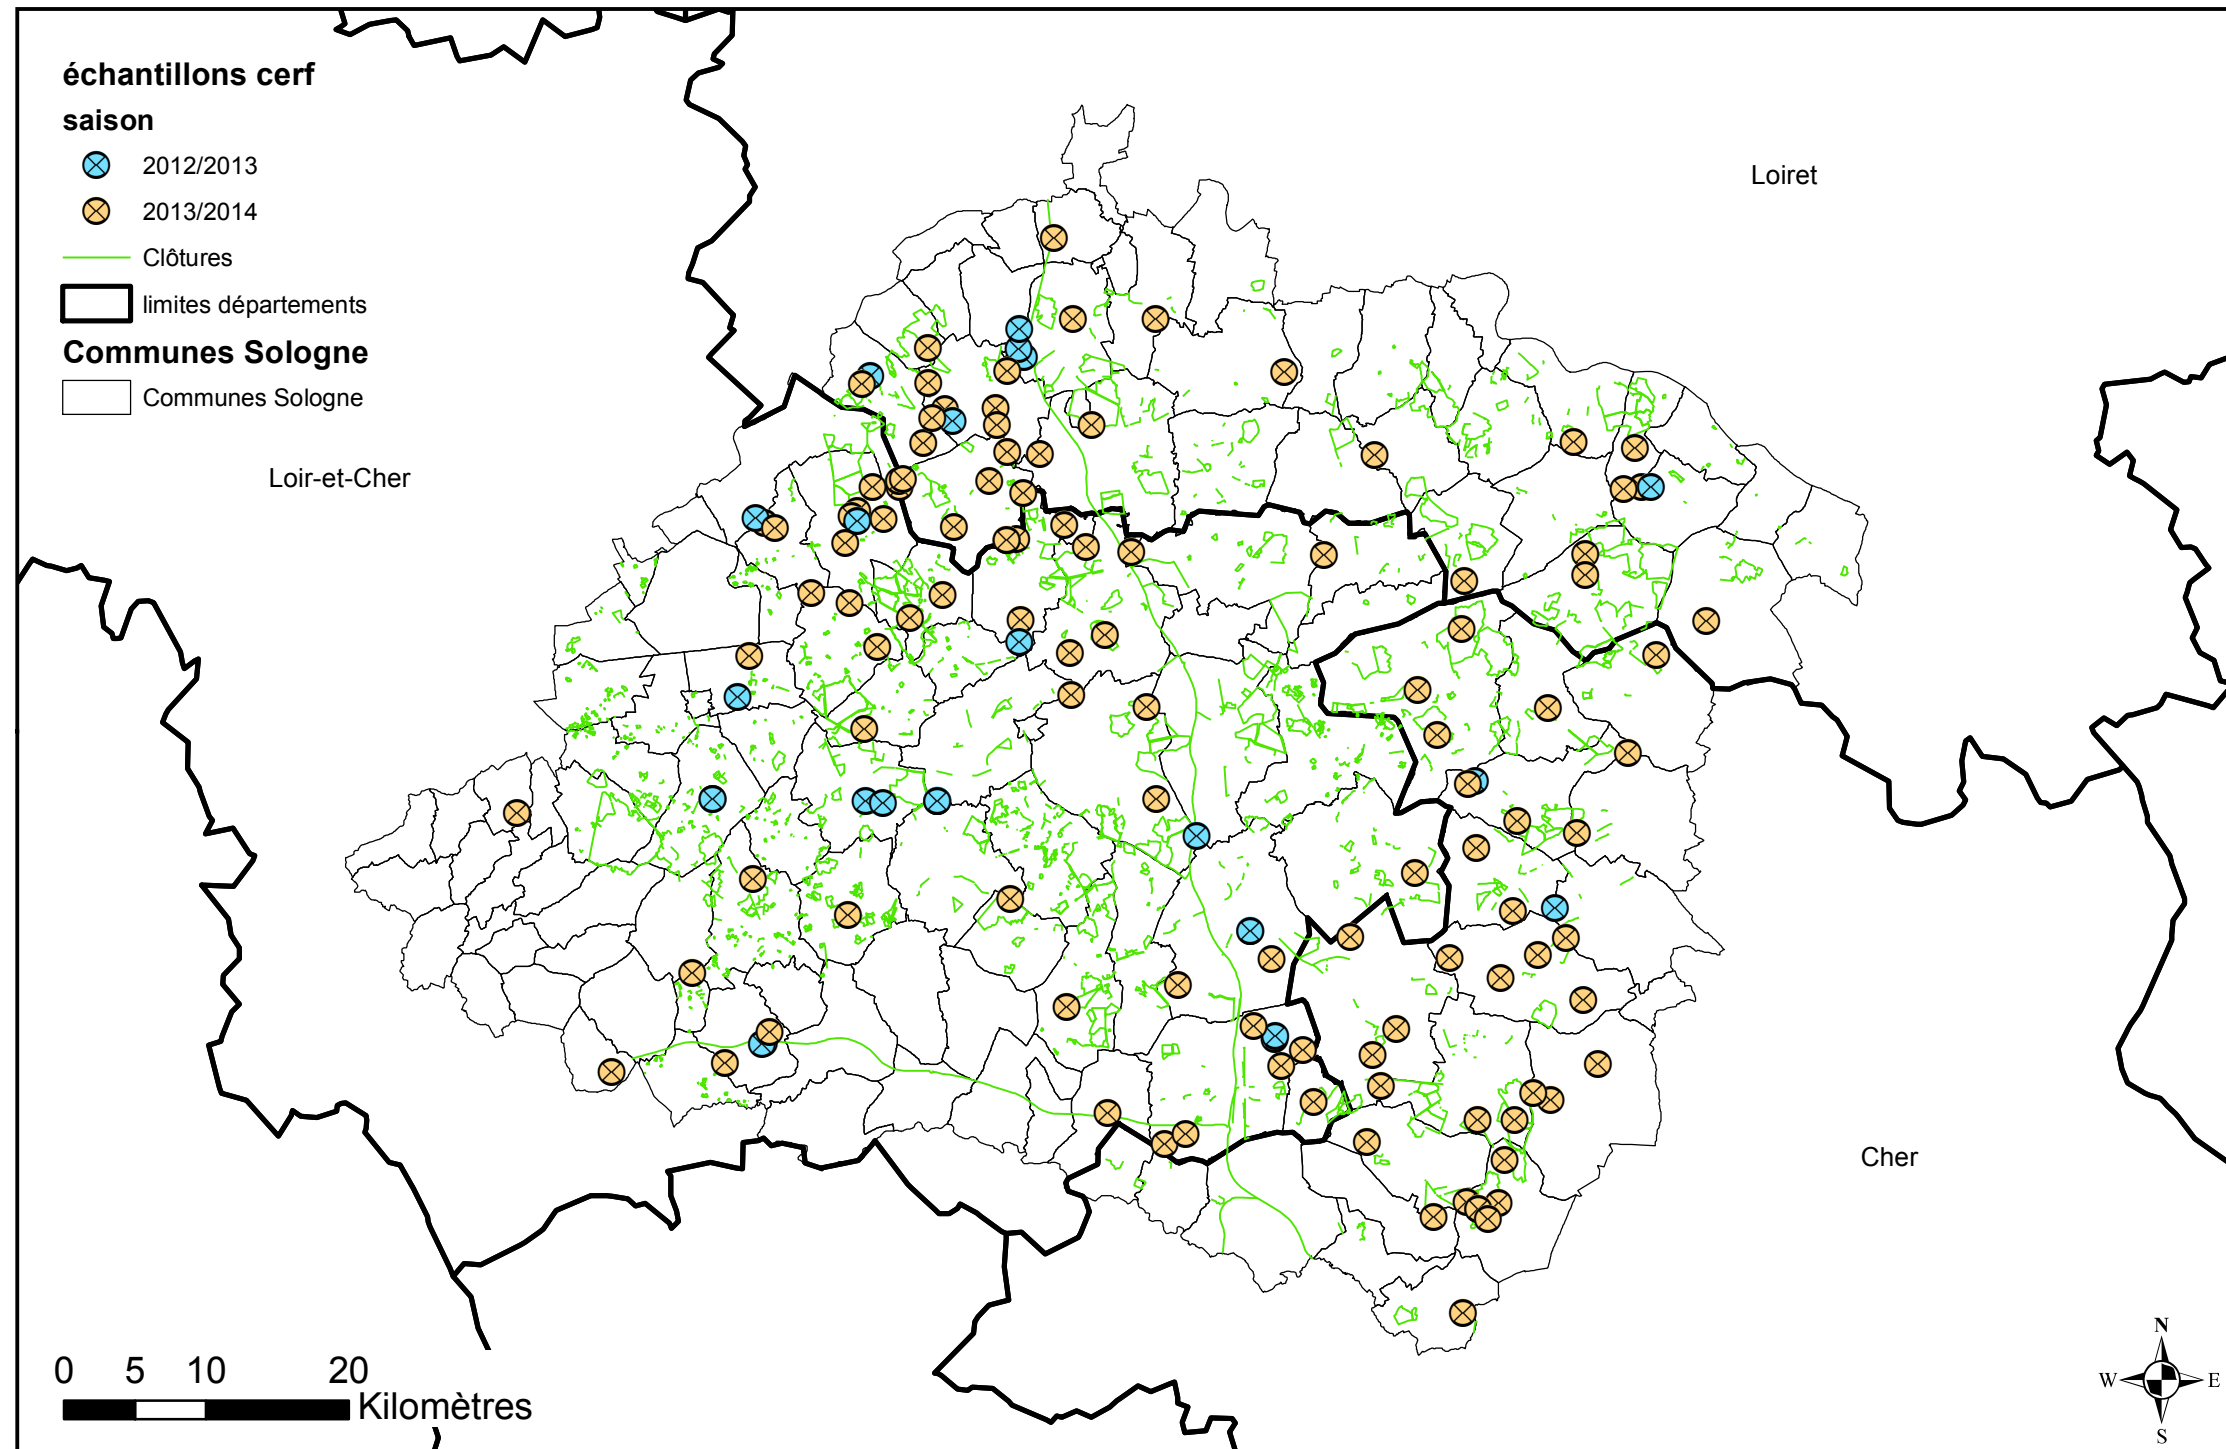 échantillons cerf
saison
2012/2013
2013/2014
Clôtures
limites départements
Communes Sologne
Communes Sologne
Loiret
Loir-et-Cher
Cher
0 5 10 20
Kilomètres
N
W E
S